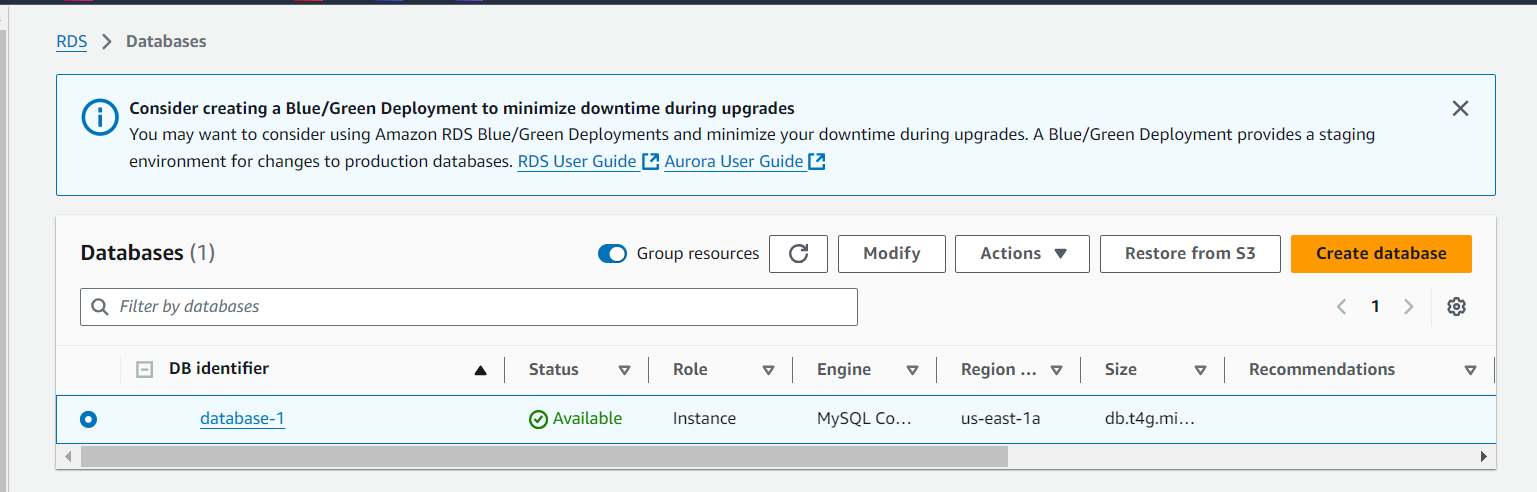 RDS > Databases
Consider creating a Blue/Green Deployment to minimize downtime during upgrades
You may want to consider using Amazon RDS Blue/Green Deployments and minimize your downtime during upgrades. A Blue/Green Deployment provides a staging
environment for changes to production databases. RDS User Guide Aurora User Guide
Databases (1)
Group resources
Modify
Actions
Restore from S3
Create database
Filter by databases
1
DB identifier Status Role Engine Region ... Size Recommendations
database-1 Available Instance MySQL Co... us-east-1a db.t4g.mi...